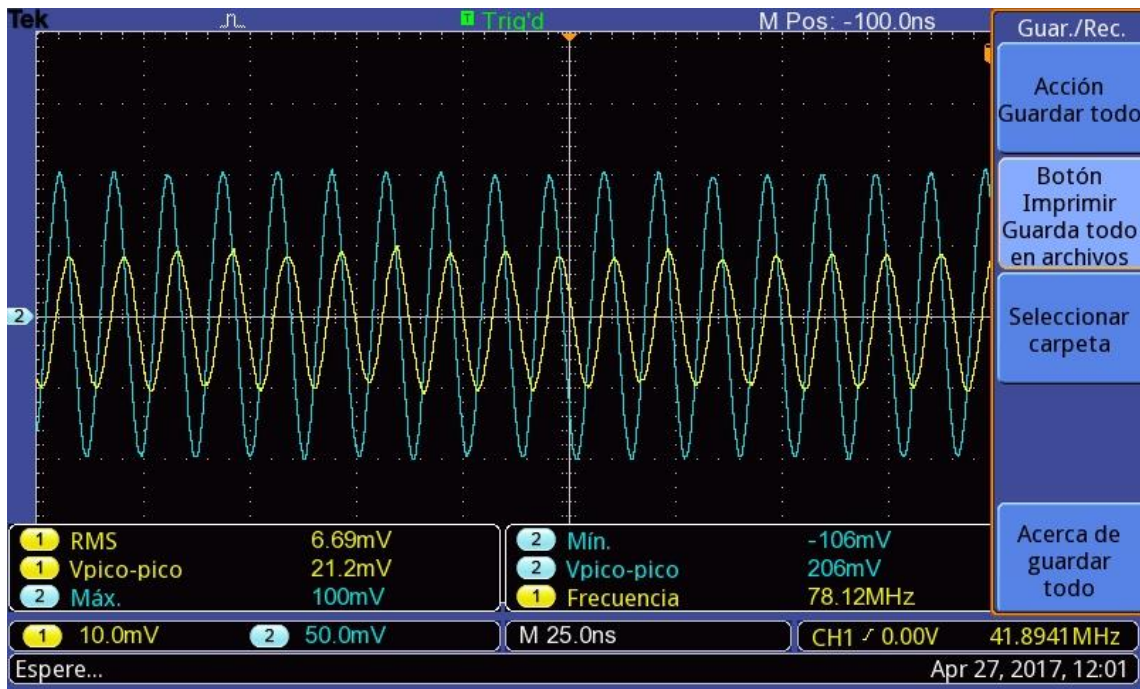 Tek
T Trig'd
M Pos: -100.0ns
Guar./Rec.
Acción
Guardar todo
Botón
Imprimir
Guarda todo
en archivos
2
Seleccionar
carpeta
Acerca de
guardar
todo
1 RMS 6.69mV
1 Vpico-pico 21.2mV
2 Máx. 100mV
2 Mín. -106mV
2 Vpico-pico 206mV
1 Frecuencia 78.12MHz
1 10.0mV 2 50.0mV
M 25.0ns
CH1 0.00V 41.8941MHz
Espere...
Apr 27, 2017, 12:01